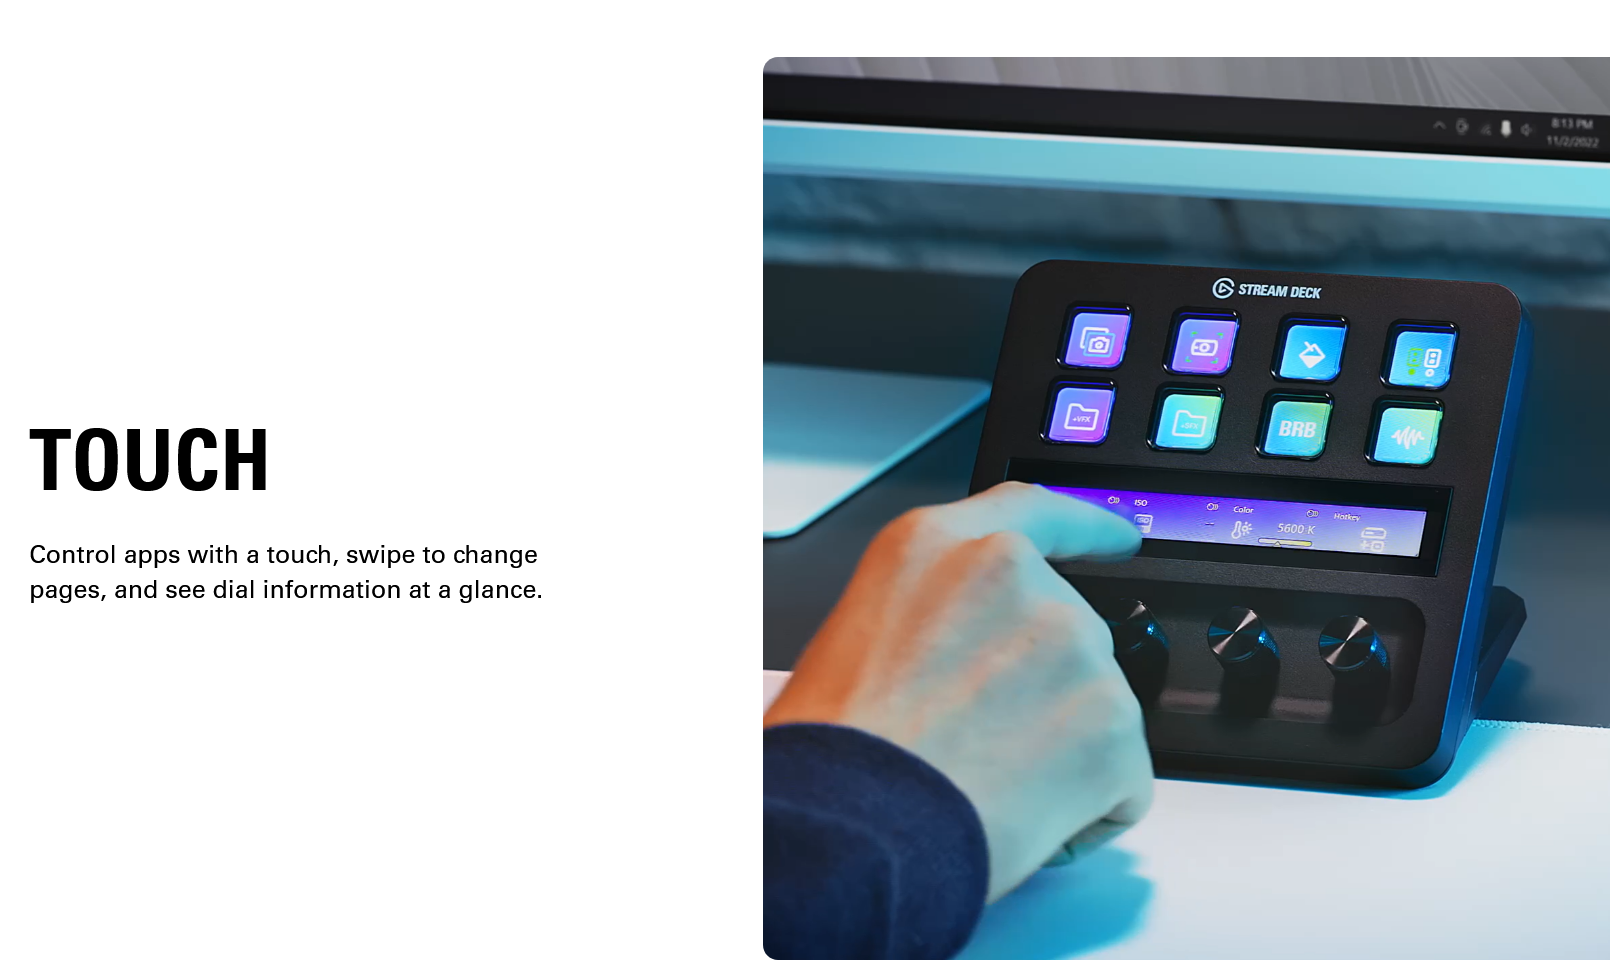 TOUCH
Control apps with a touch, swipe to change
pages, and see dial information at a glance.
8:13 PM
11/2/2022
STREAM DECK
+VFX
+SFX
BRB
ISO
ISO
Color
5600 K
Hotkey